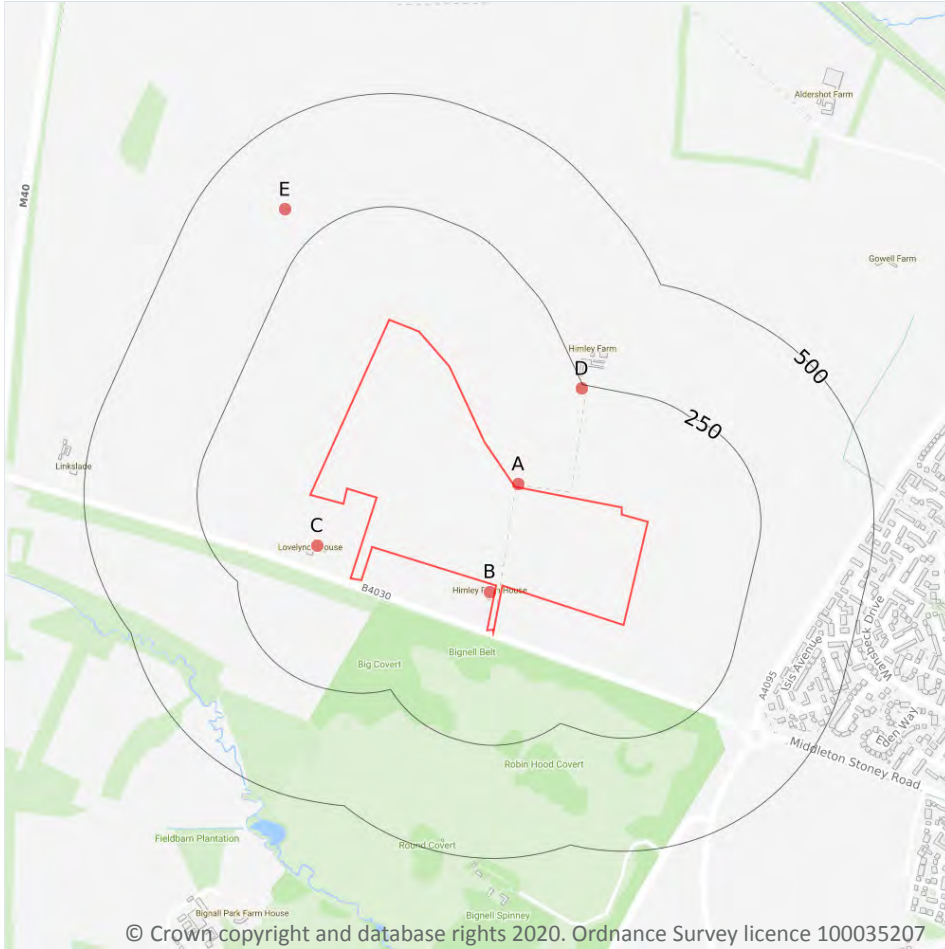 Aldershot Farm
M40
E
Gowell Farm
Himley Farm
500
D
250
Linkslade
A
C
Lovelynch House
B4030
B
Himley Farm House
Bignell Belt
Big Covert
Isis Avenue
Wansbeck Drive
A4095
Eden Way
Middleton Stoney Road
Robin Hood Covert
Fieldbarn Plantation
Round Covert
Bignall Park Farm House
Bignell Spinney
© Crown copyright and database rights 2020. Ordnance Survey licence 100035207